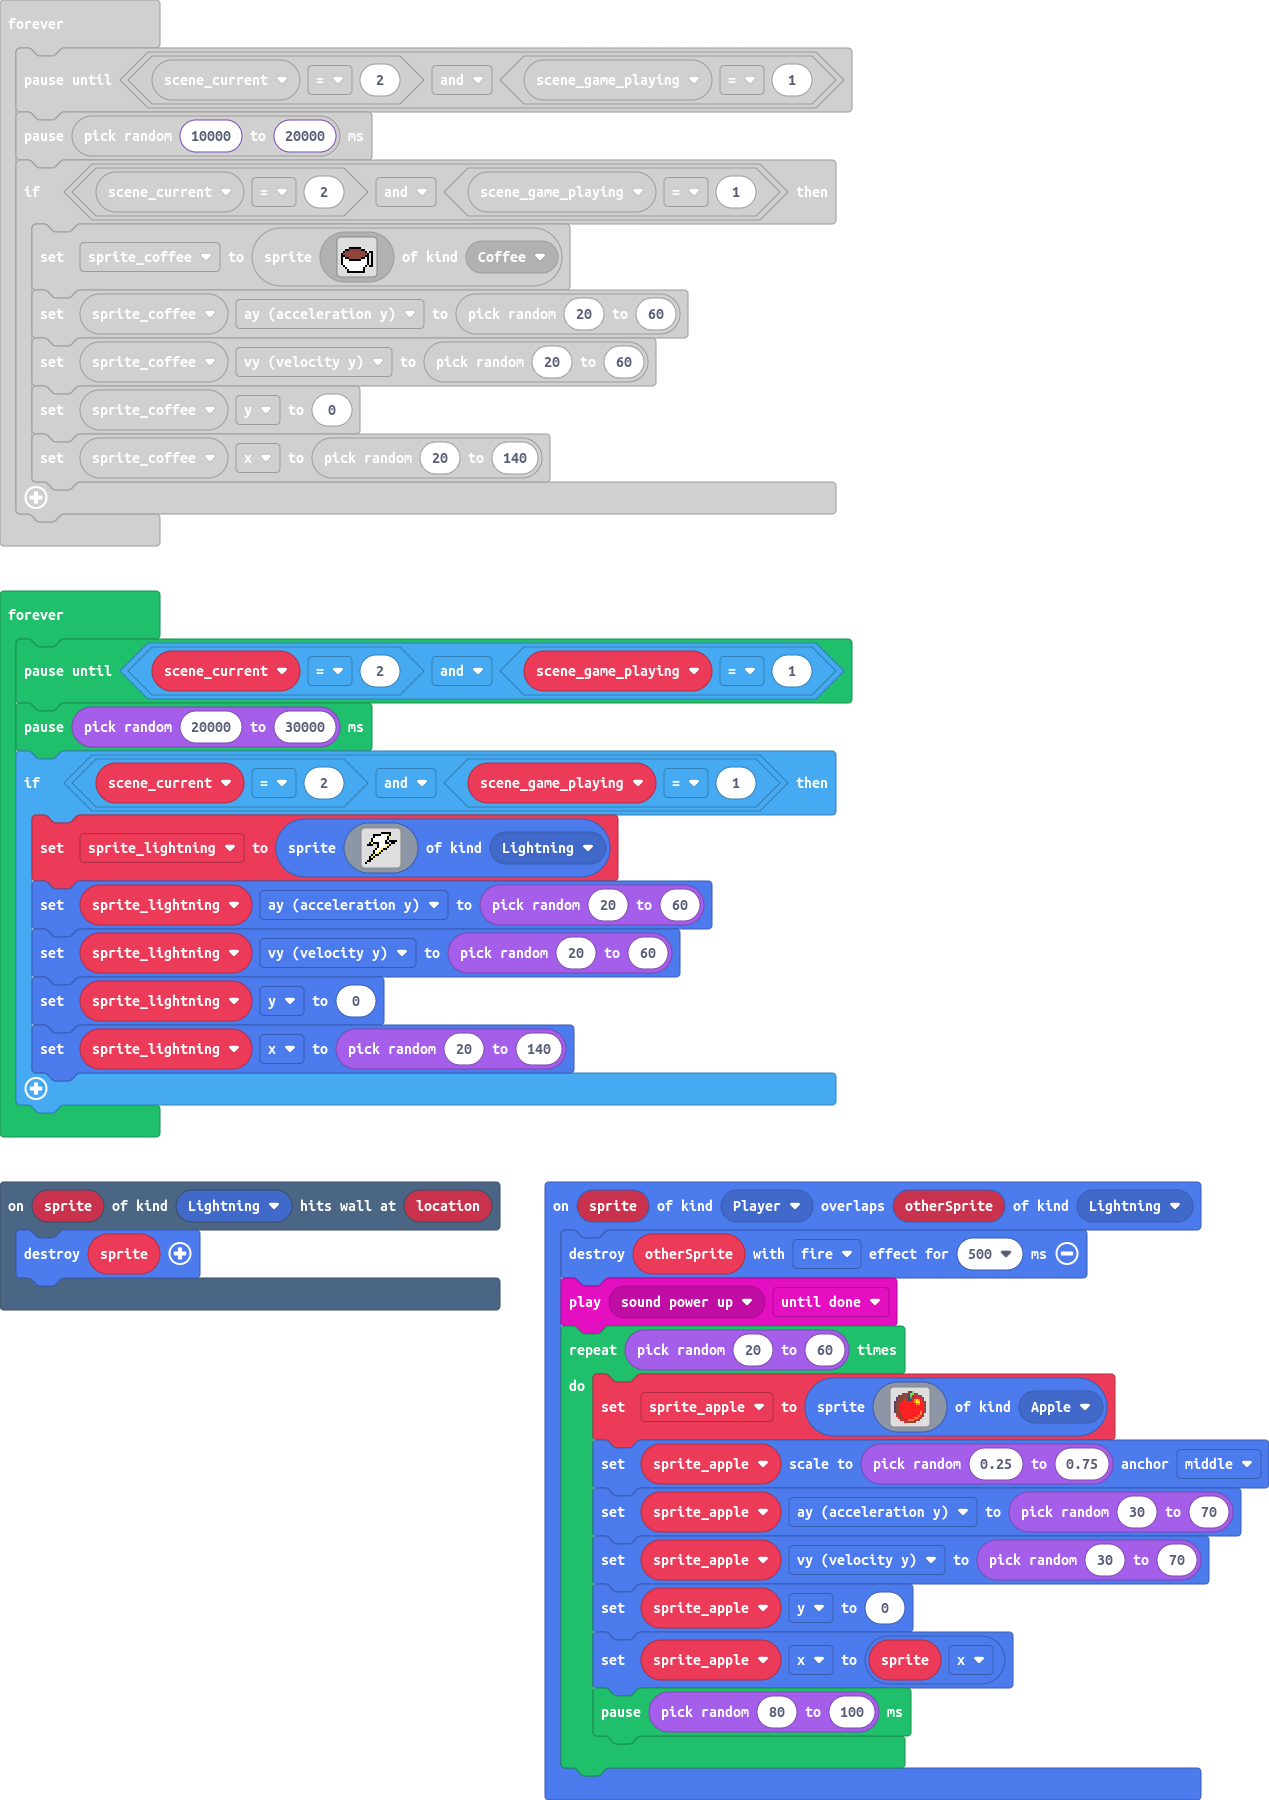 forever
pause until scene_current = 2 and scene_game_playing = 1
pause pick random 10000 to 20000 ms
if scene_current = 2 and scene_game_playing = 1 then
set sprite_coffee to sprite of kind Coffee
set sprite_coffee ay (acceleration y) to pick random 20 to 60
set sprite_coffee vy (velocity y) to pick random 20 to 60
set sprite_coffee y to 0
set sprite_coffee x to pick random 20 to 140
forever
pause until scene_current = 2 and scene_game_playing = 1
pause pick random 20000 to 30000 ms
if scene_current = 2 and scene_game_playing = 1 then
set sprite_lightning to sprite of kind Lightning
set sprite_lightning ay (acceleration y) to pick random 20 to 60
set sprite_lightning vy (velocity y) to pick random 20 to 60
set sprite_lightning y to 0
set sprite_lightning x to pick random 20 to 140
on sprite of kind Lightning hits wall at location
destroy sprite
on sprite of kind Player overlaps otherSprite of kind Lightning
destroy otherSprite with fire effect for 500 ms
play sound power up until done
repeat pick random 20 to 60 times
do
set sprite_apple to sprite of kind Apple
set sprite_apple scale to pick random 0.25 to 0.75 anchor middle
set sprite_apple ay (acceleration y) to pick random 30 to 70
set sprite_apple vy (velocity y) to pick random 30 to 70
set sprite_apple y to 0
set sprite_apple x to sprite x
pause pick random 80 to 100 ms